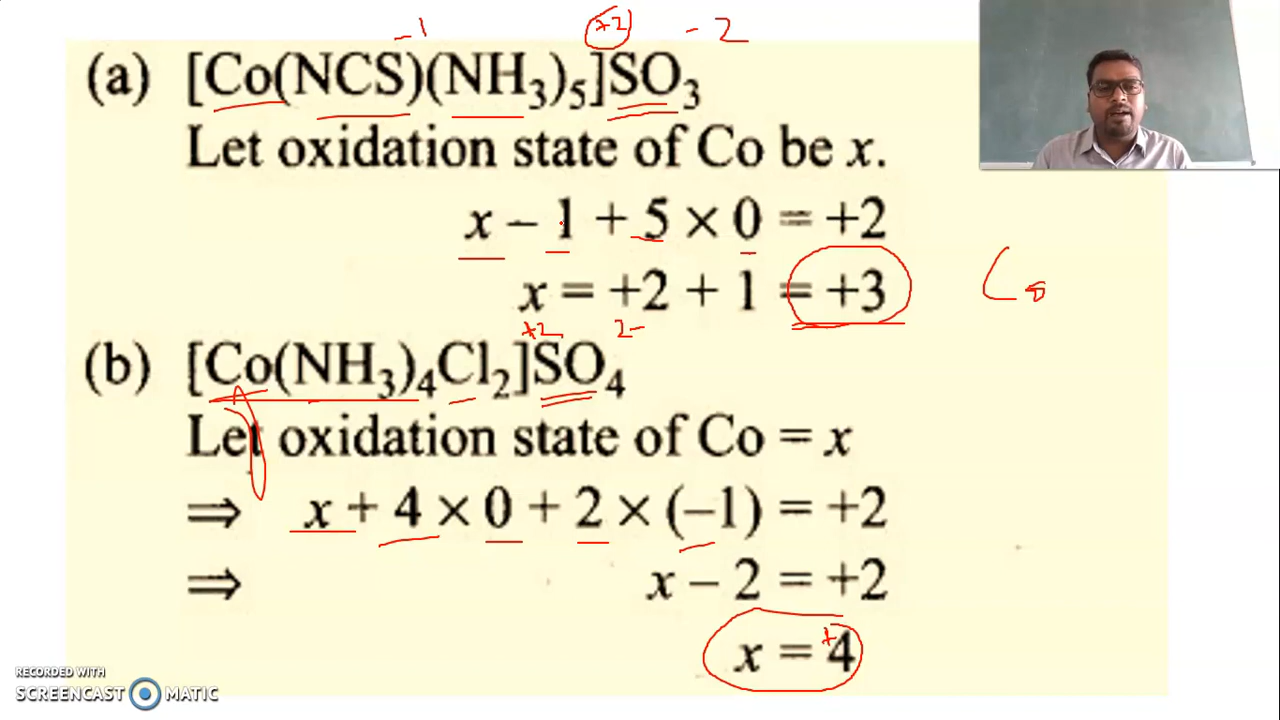 -1 +2 -2
(a) [Co(NCS)(NH₃)₅]SO₃
Let oxidation state of Co be x.
x – 1 + 5 × 0 = +2
x = +2 + 1 = +3 Co
+2 2-
(b) [Co(NH₃)₄Cl₂]SO₄
Let oxidation state of Co = x
⇒ x + 4 × 0 + 2 × (–1) = +2
⇒ x – 2 = +2
x = +4
RECORDED WITH
SCREENCAST MATIC